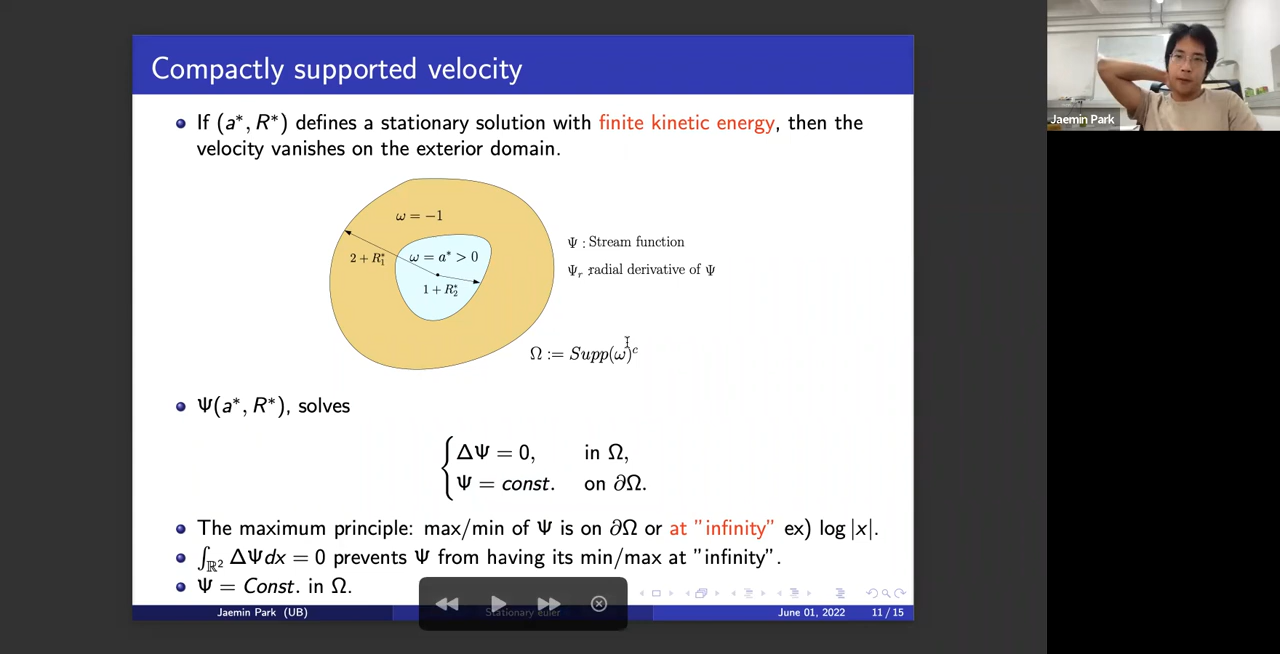 Compactly supported velocity
If (a*, R*) defines a stationary solution with finite kinetic energy, then the
velocity vanishes on the exterior domain.
ω = −1
2 + R₁*
ω = a* > 0
1 + R₂*
Ψ : Stream function
Ψᵣ radial derivative of Ψ
Ω := Supp(ω)ᶜ
Ψ(a*, R*), solves
ΔΨ = 0, in Ω,
Ψ = const. on ∂Ω.
The maximum principle: max/min of Ψ is on ∂Ω or at "infinity" ex) log |x|.
∫_ℝ² ΔΨdx = 0 prevents Ψ from having its min/max at "infinity".
Ψ = Const. in Ω.
Jaemin Park (UB) Stationary euler June 01, 2022 11 / 15
Jaemin Park